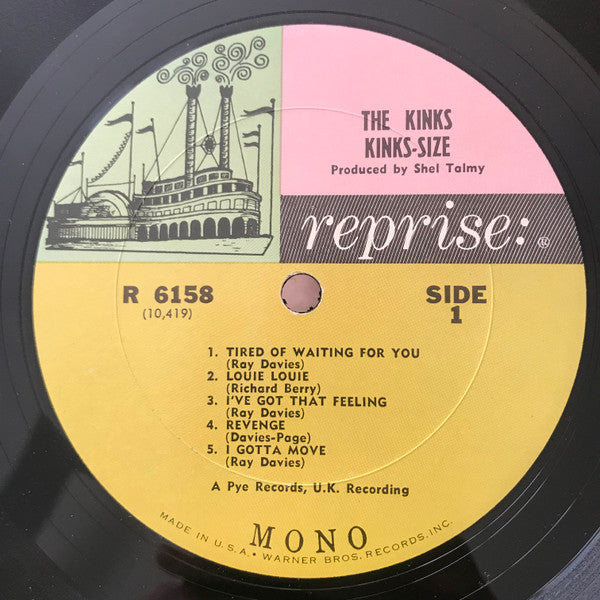 THE KINKS
KINKS-SIZE
Produced by Shel Talmy
reprise: ®
R 6158
(10,419)
SIDE
1
1. TIRED OF WAITING FOR YOU
(Ray Davies)
2. LOUIE LOUIE
(Richard Berry)
3. I'VE GOT THAT FEELING
(Ray Davies)
4. REVENGE
(Davies-Page)
5. I GOTTA MOVE
(Ray Davies)
A Pye Records, U.K. Recording
MONO
MADE IN U.S.A. • WARNER BROS. RECORDS, INC.